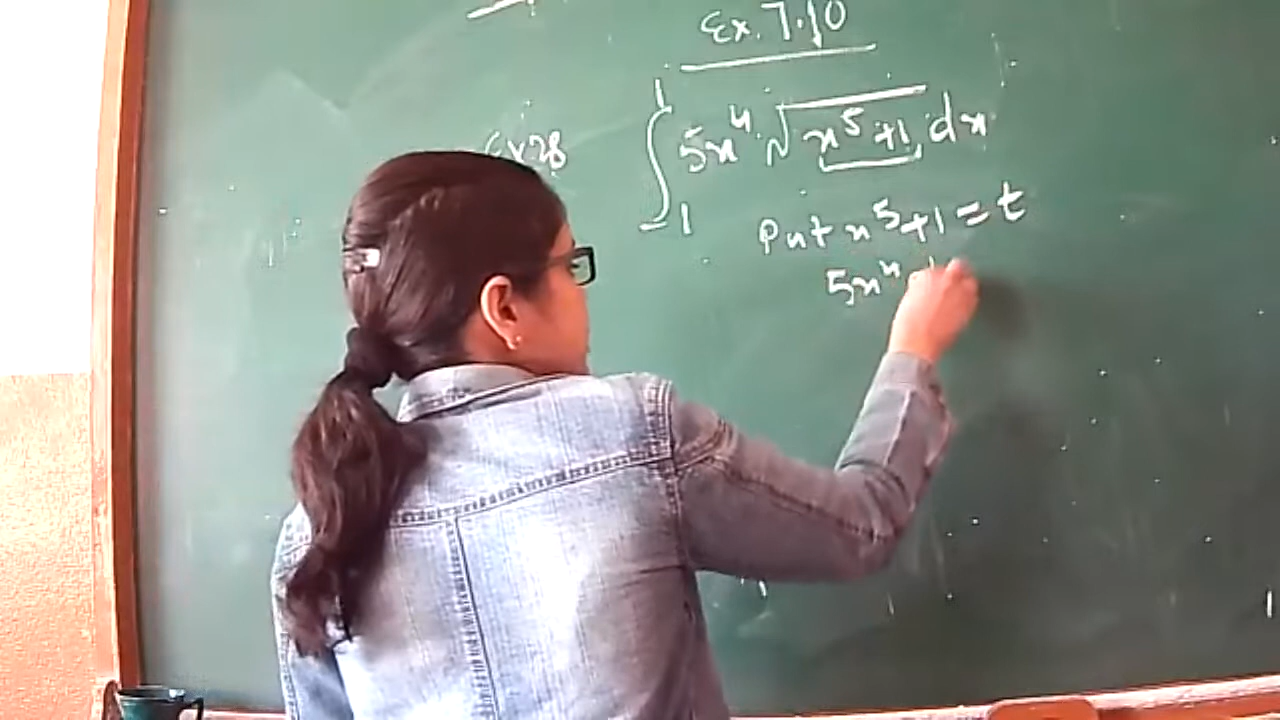 Ex. 7.10
Ex 28 ∫₋₁¹ 5x⁴ √(x⁵+1) dx
Put x⁵+1 = t
5x⁴